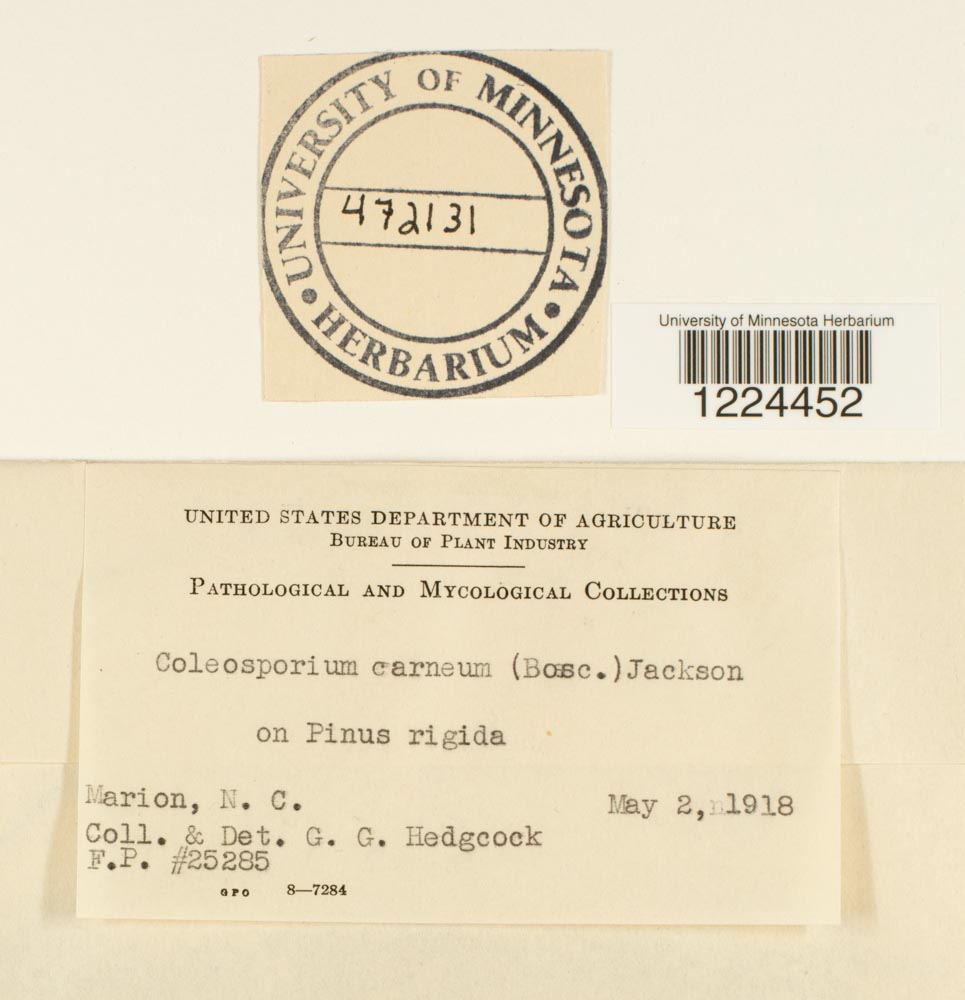 UNIVERSITY OF MINNESOTA
472131
• HERBARIUM •
University of Minnesota Herbarium
1224452
UNITED STATES DEPARTMENT OF AGRICULTURE
BUREAU OF PLANT INDUSTRY
PATHOLOGICAL AND MYCOLOGICAL COLLECTIONS
Coleosporium carneum (Bosc.) Jackson
on Pinus rigida
Marion, N. C. May 2, 1918
Coll. & Det. G. G. Hedgcock
F.P. #25285
GPO 8—7284